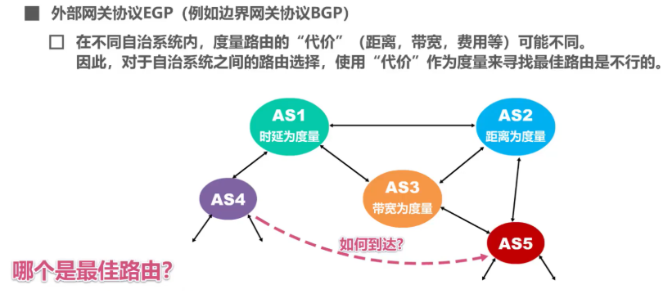 外部网关协议EGP（例如边界网关协议BGP）
在不同自治系统内，度量路由的“代价”（距离，带宽，费用等）可能不同。
因此，对于自治系统之间的路由选择，使用“代价”作为度量来寻找最佳路由是不行的。
AS1
时延为度量
AS2
距离为度量
AS3
带宽为度量
AS4
如何到达？
AS5
哪个是最佳路由？